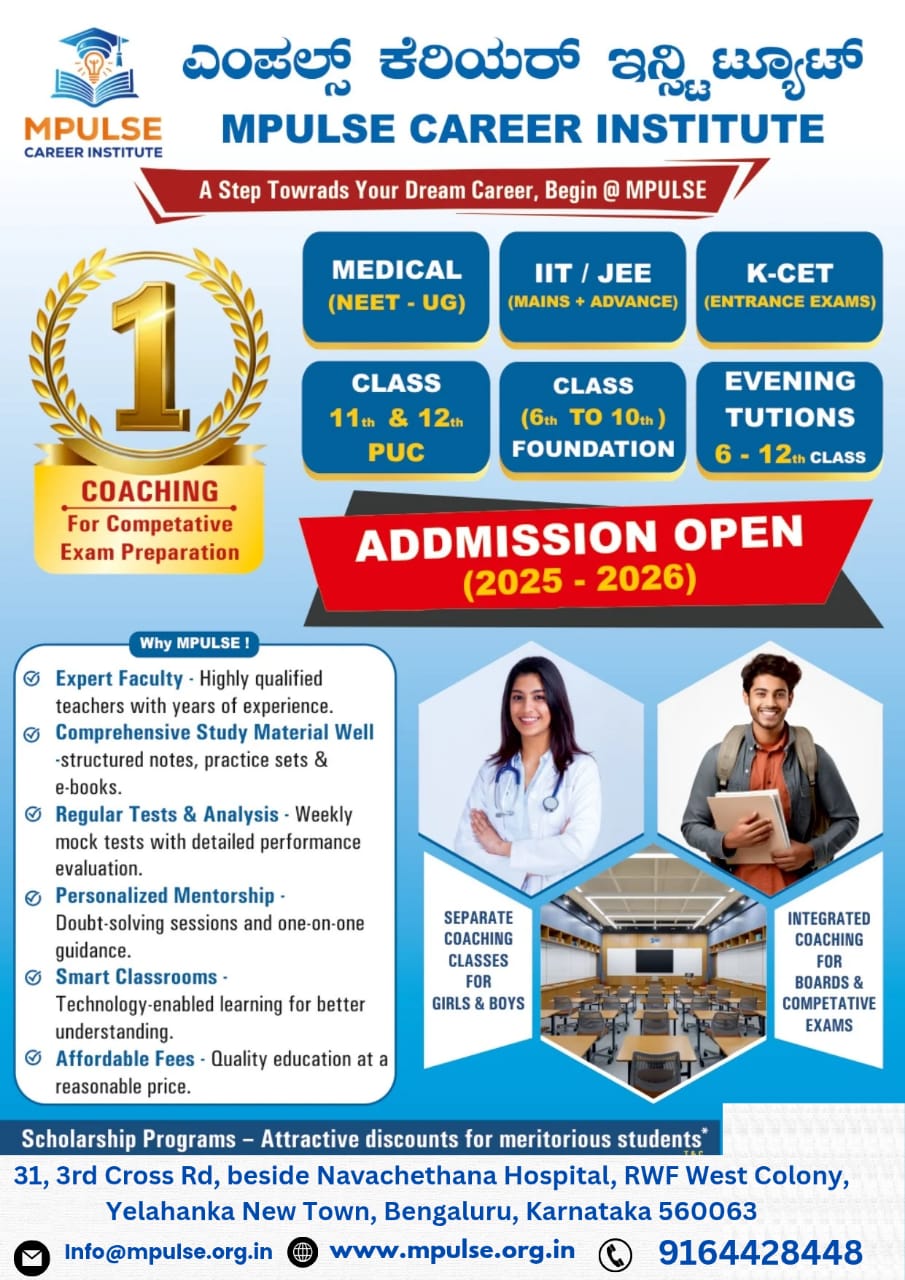 ಎಂಪಲ್ಸ್ ಕೆರಿಯರ್ ಇನ್ಸ್ಟಿಟ್ಯೂಟ್
MPULSE
CAREER INSTITUTE
MPULSE CAREER INSTITUTE
A Step Towrads Your Dream Career, Begin @ MPULSE
1
COACHING
For Competative
Exam Preparation
MEDICAL
(NEET - UG)
IIT / JEE
(MAINS + ADVANCE)
K-CET
(ENTRANCE EXAMS)
CLASS
11th & 12th
PUC
CLASS
(6th TO 10th)
FOUNDATION
EVENING
TUTIONS
6 - 12th CLASS
ADDMISSION OPEN
(2025 - 2026)
Why MPULSE !
Expert Faculty - Highly qualified
teachers with years of experience.
Comprehensive Study Material Well
-structured notes, practice sets &
e-books.
Regular Tests & Analysis - Weekly
mock tests with detailed performance
evaluation.
Personalized Mentorship -
Doubt-solving sessions and one-on-one
guidance.
Smart Classrooms -
Technology-enabled learning for better
understanding.
Affordable Fees - Quality education at a
reasonable price.
SEPARATE
COACHING
CLASSES
FOR
GIRLS & BOYS
INTEGRATED
COACHING
FOR
BOARDS &
COMPETATIVE
EXAMS
Scholarship Programs – Attractive discounts for meritorious students*
31, 3rd Cross Rd, beside Navachethana Hospital, RWF West Colony,
Yelahanka New Town, Bengaluru, Karnataka 560063
Info@mpulse.org.in www.mpulse.org.in 9164428448